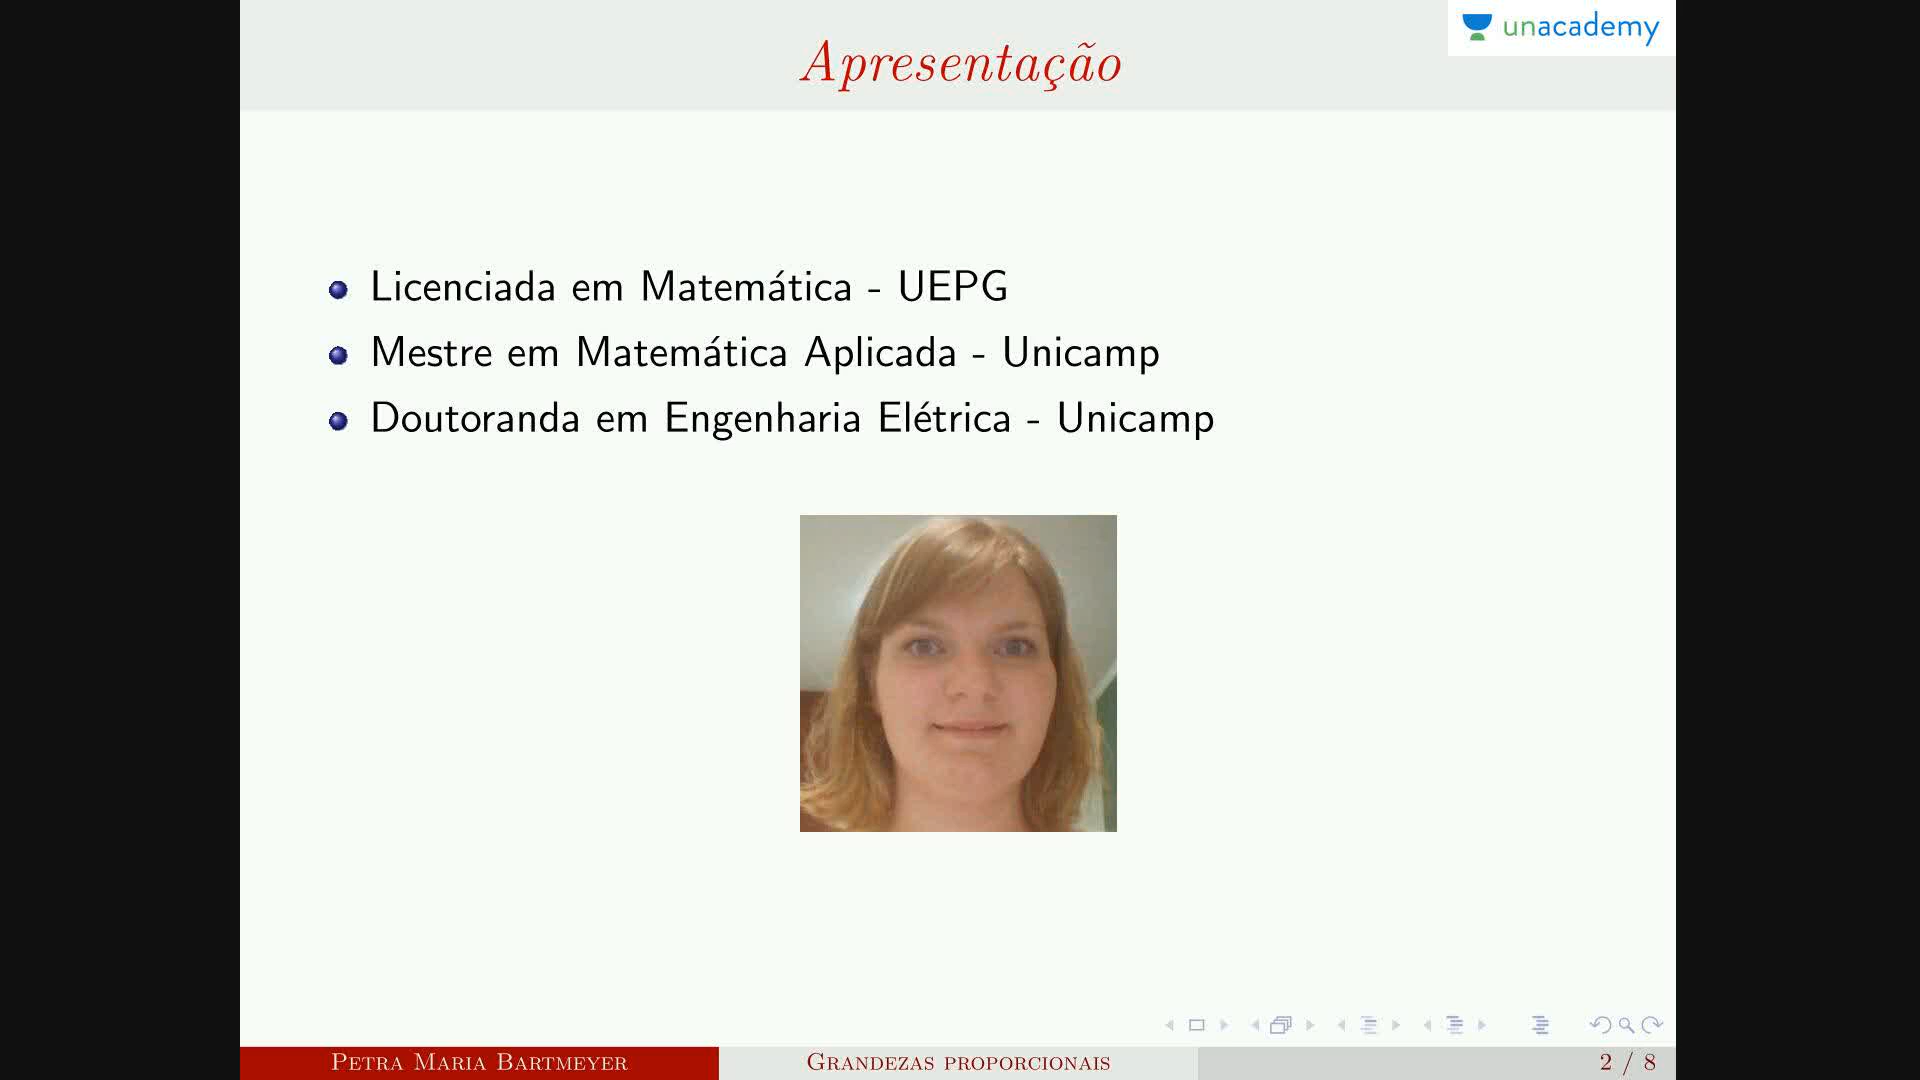 unacademy
Apresentação
Licenciada em Matemática - UEPG
Mestre em Matemática Aplicada - Unicamp
Doutoranda em Engenharia Elétrica - Unicamp
Petra Maria Bartmeyer
Grandezas proporcionais
2 / 8